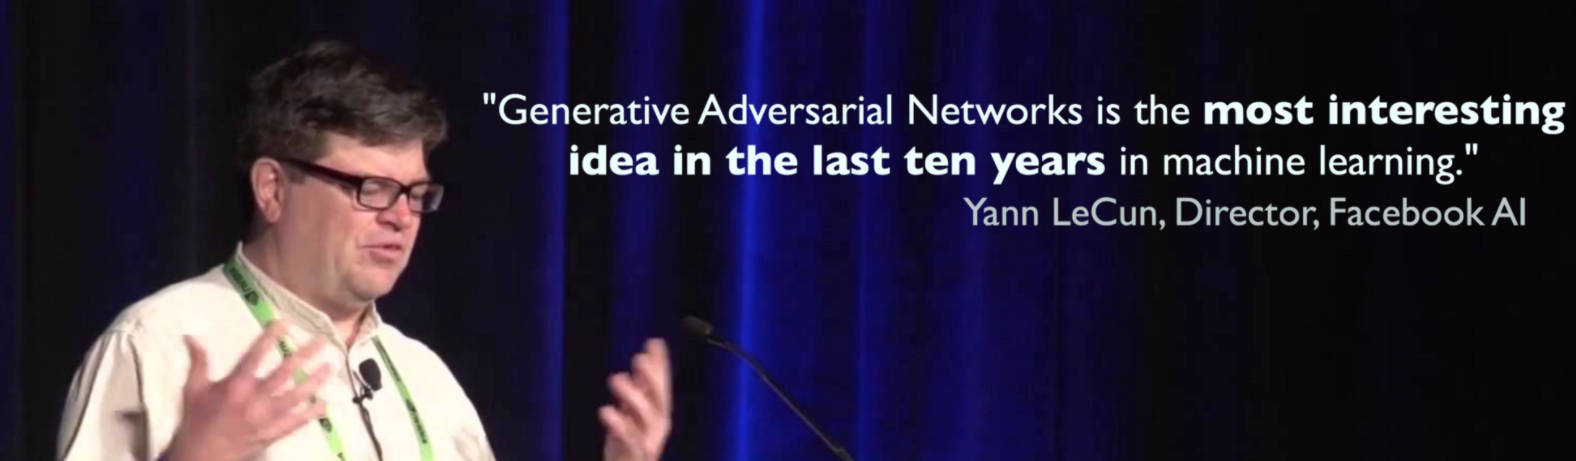 "Generative Adversarial Networks is the most interesting
idea in the last ten years in machine learning."
Yann LeCun, Director, Facebook AI